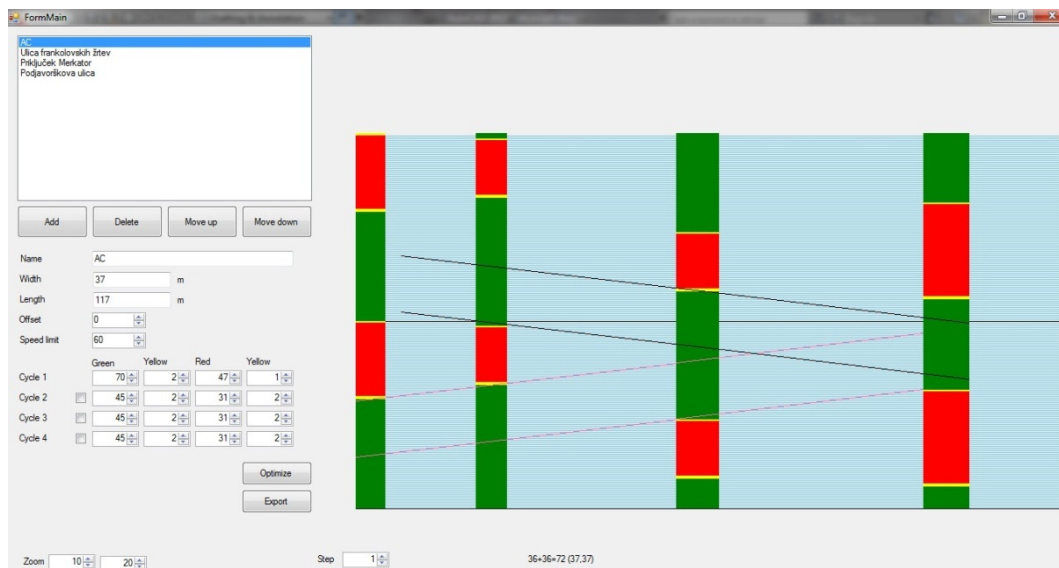 FormMain
AC
Ulica frankolovskih žrtev
Priključek Merkator
Podjavorškova ulica
Add Delete Move up Move down
Name AC
Width 37 m
Length 117 m
Offset 0
Speed limit 60
Green Yellow Red Yellow
Cycle 1 70 2 47 1
Cycle 2 45 2 31 2
Cycle 3 45 2 31 2
Cycle 4 45 2 31 2
Optimize
Export
Zoom 10 20 Step 1 36+36=72 (37,37)